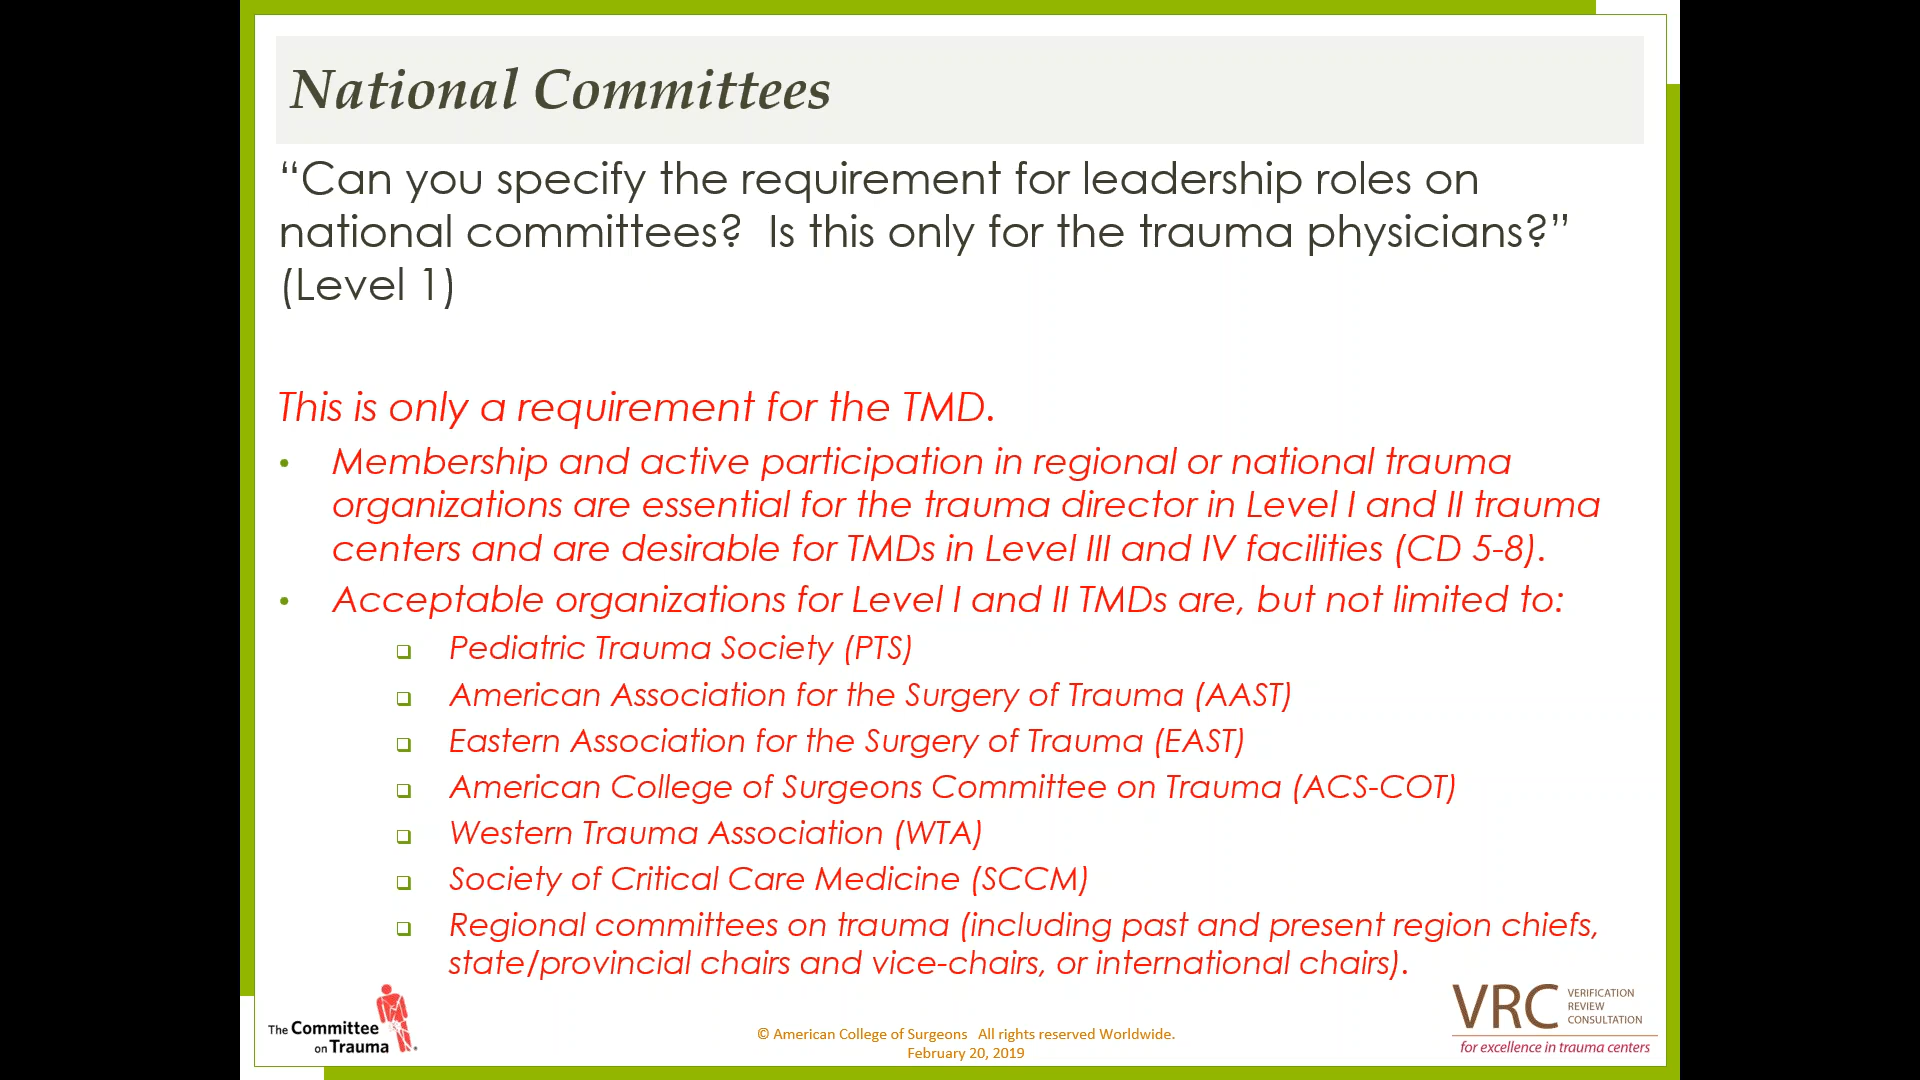 National Committees
“Can you specify the requirement for leadership roles on
national committees?  Is this only for the trauma physicians?”
(Level 1)
This is only a requirement for the TMD.
• Membership and active participation in regional or national trauma
organizations are essential for the trauma director in Level I and II trauma
centers and are desirable for TMDs in Level III and IV facilities (CD 5-8).
• Acceptable organizations for Level I and II TMDs are, but not limited to:
❑ Pediatric Trauma Society (PTS)
❑ American Association for the Surgery of Trauma (AAST)
❑ Eastern Association for the Surgery of Trauma (EAST)
❑ American College of Surgeons Committee on Trauma (ACS-COT)
❑ Western Trauma Association (WTA)
❑ Society of Critical Care Medicine (SCCM)
❑ Regional committees on trauma (including past and present region chiefs,
state/provincial chairs and vice-chairs, or international chairs).
The Committee
on Trauma
© American College of Surgeons   All rights reserved Worldwide.
February 20, 2019
VRC
VERIFICATION
REVIEW
CONSULTATION
for excellence in trauma centers